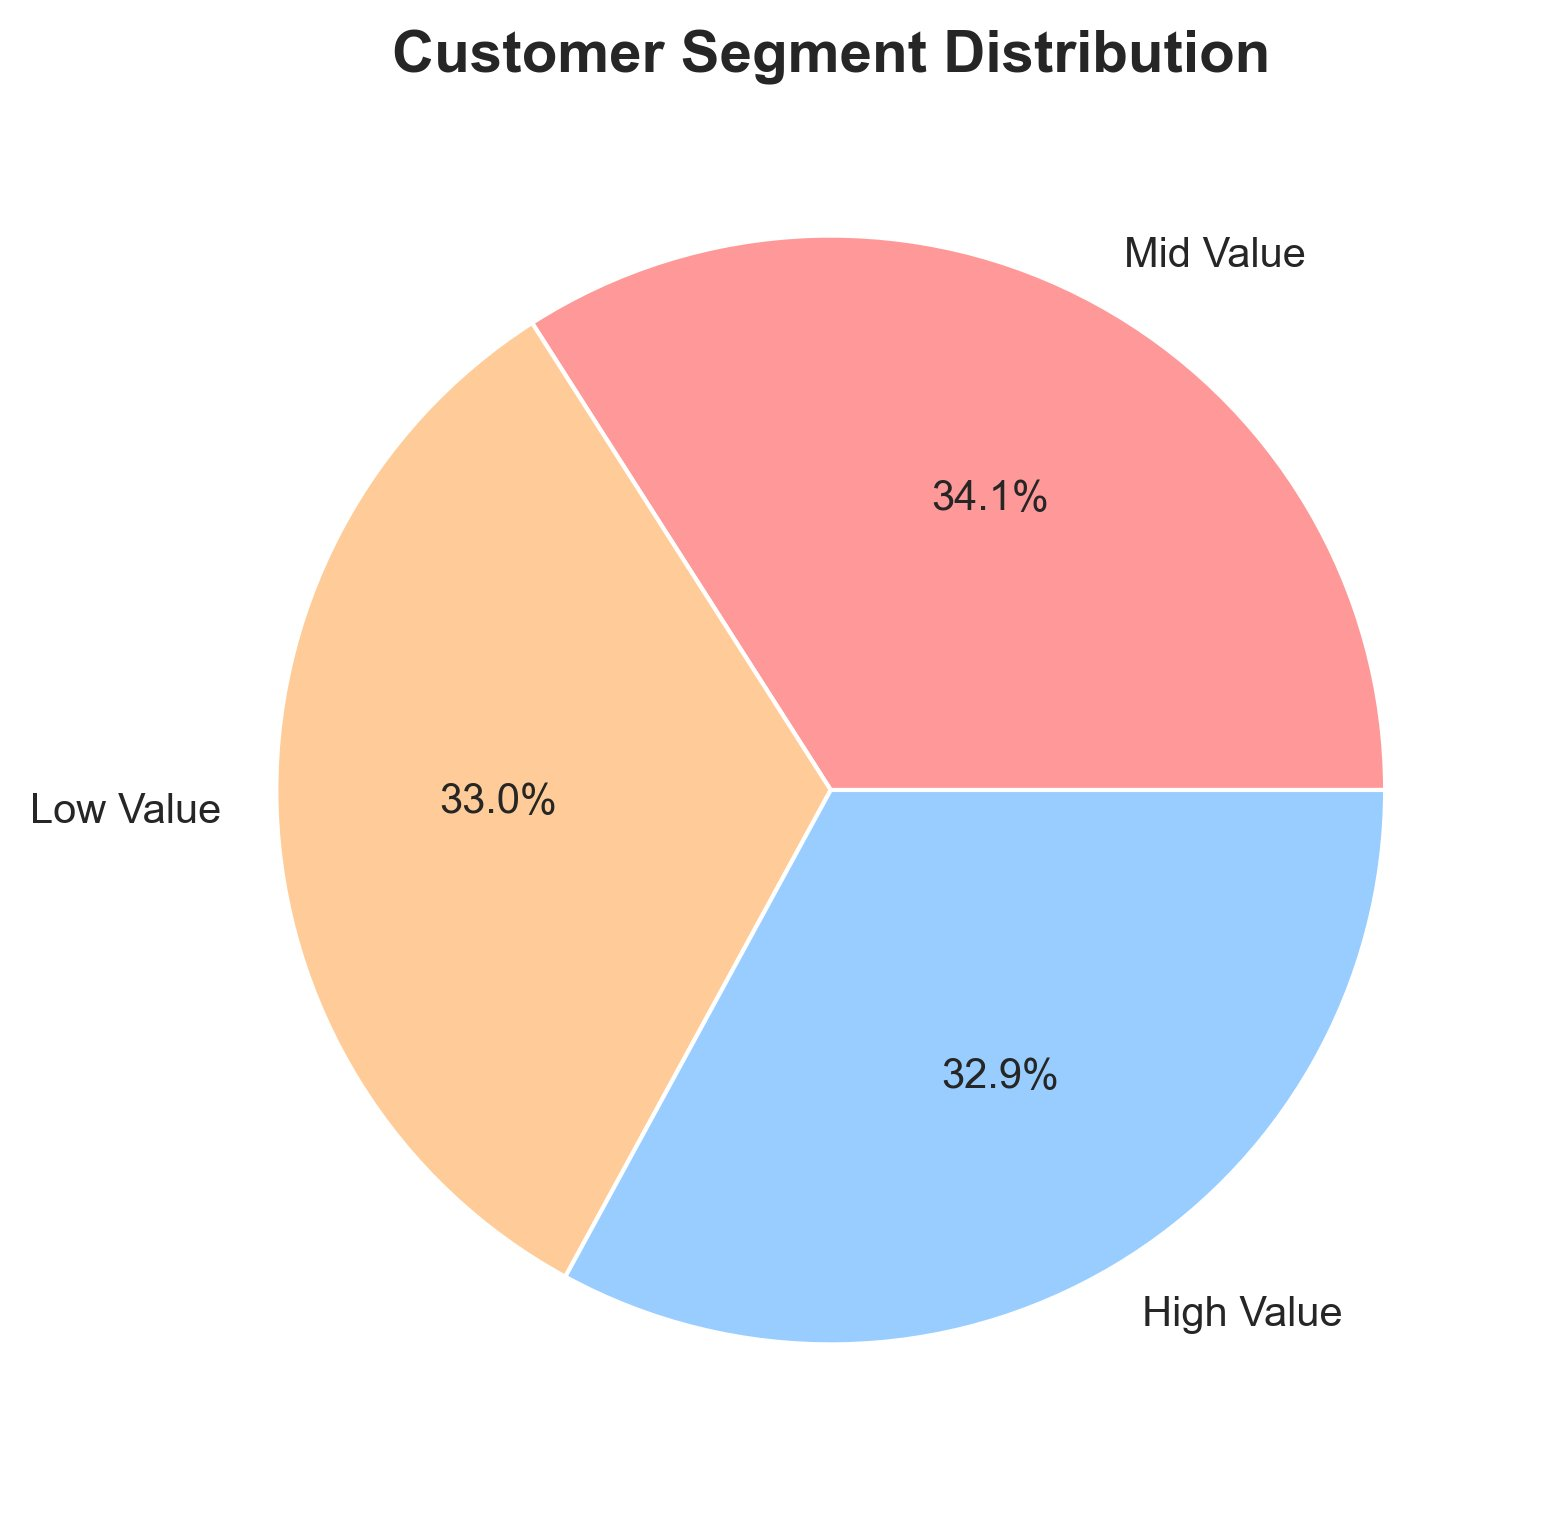 Customer Segment Distribution
Mid Value
34.1%
Low Value
33.0%
32.9%
High Value